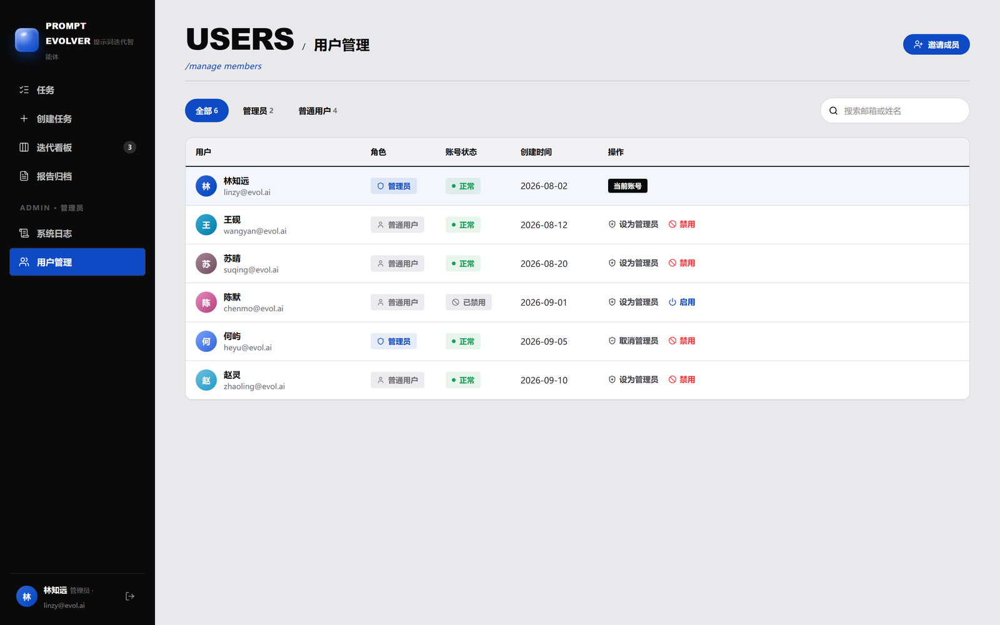 PROMPT
EVOLVER 提示词迭代智
能体
任务
创建任务
迭代看板 3
报告归档
ADMIN • 管理员
系统日志
用户管理
林 林知远 管理员 ·
linzy@evol.ai
USERS / 用户管理
/manage members
邀请成员
全部 6 管理员 2 普通用户 4
搜索邮箱或姓名
用户 角色 账号状态 创建时间 操作
林 林知远 管理员 正常 2026-08-02 当前账号
linzy@evol.ai
王 王砚 普通用户 正常 2026-08-12 设为管理员 禁用
wangyan@evol.ai
苏 苏晴 普通用户 正常 2026-08-20 设为管理员 禁用
suqing@evol.ai
陈 陈默 普通用户 已禁用 2026-09-01 设为管理员 启用
chenmo@evol.ai
何 何屿 管理员 正常 2026-09-05 取消管理员 禁用
heyu@evol.ai
赵 赵灵 普通用户 正常 2026-09-10 设为管理员 禁用
zhaoling@evol.ai